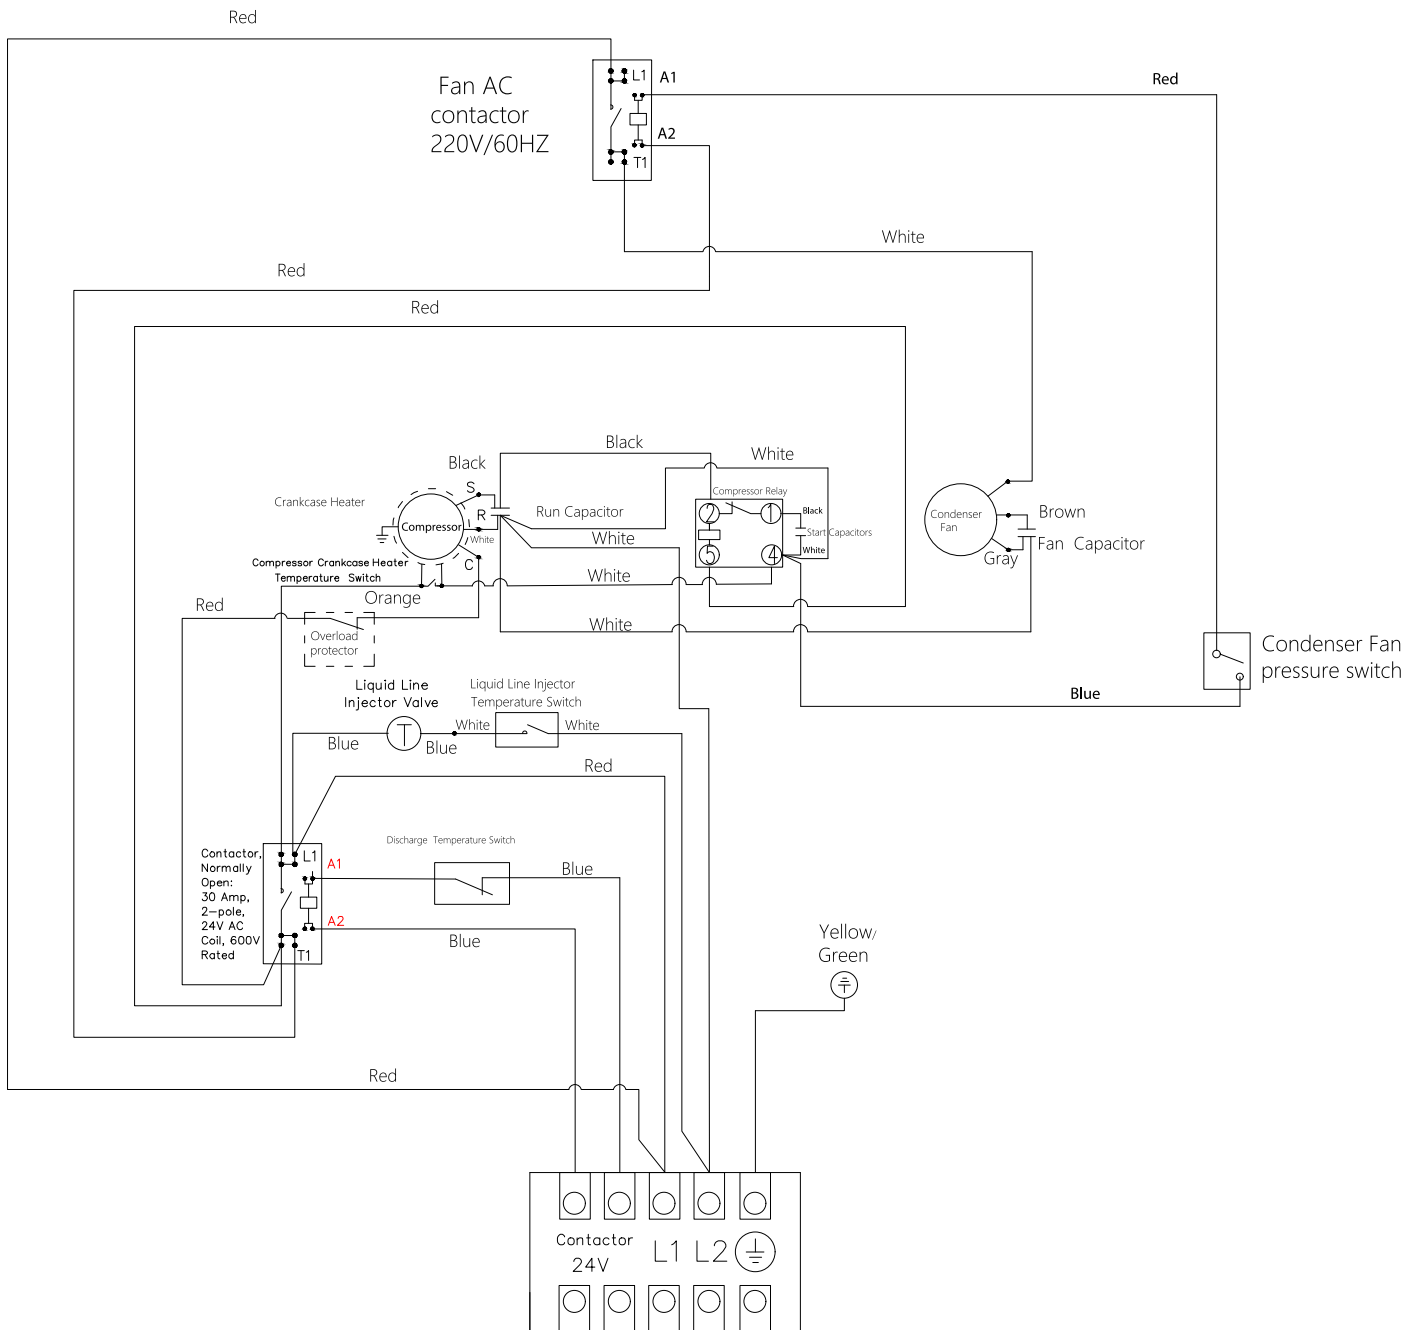 Red
Fan AC
contactor
220V/60HZ
L1
A1
Red
A2
T1
White
Red
Red
Black
White
Black
Crankcase Heater
S
Compressor Relay
R
Run Capacitor
2
1
Black
Start Capacitors
Compressor
White
White
5
4
White
Condenser
Fan
Brown
Fan Capacitor
Gray
C
Compressor Crankcase Heater
Temperature Switch
White
Orange
Red
White
Overload
protector
Condenser Fan
pressure switch
Liquid Line
Injector Valve
Liquid Line Injector
Temperature Switch
Blue
T
Blue
Blue
White
White
Red
Discharge Temperature Switch
Contactor,
Normally
Open:
30 Amp,
2-pole,
24V AC
Coil, 600V
Rated
L1
A1
Blue
A2
Blue
T1
Yellow/
Green
Red
Contactor
24V
L1
L2